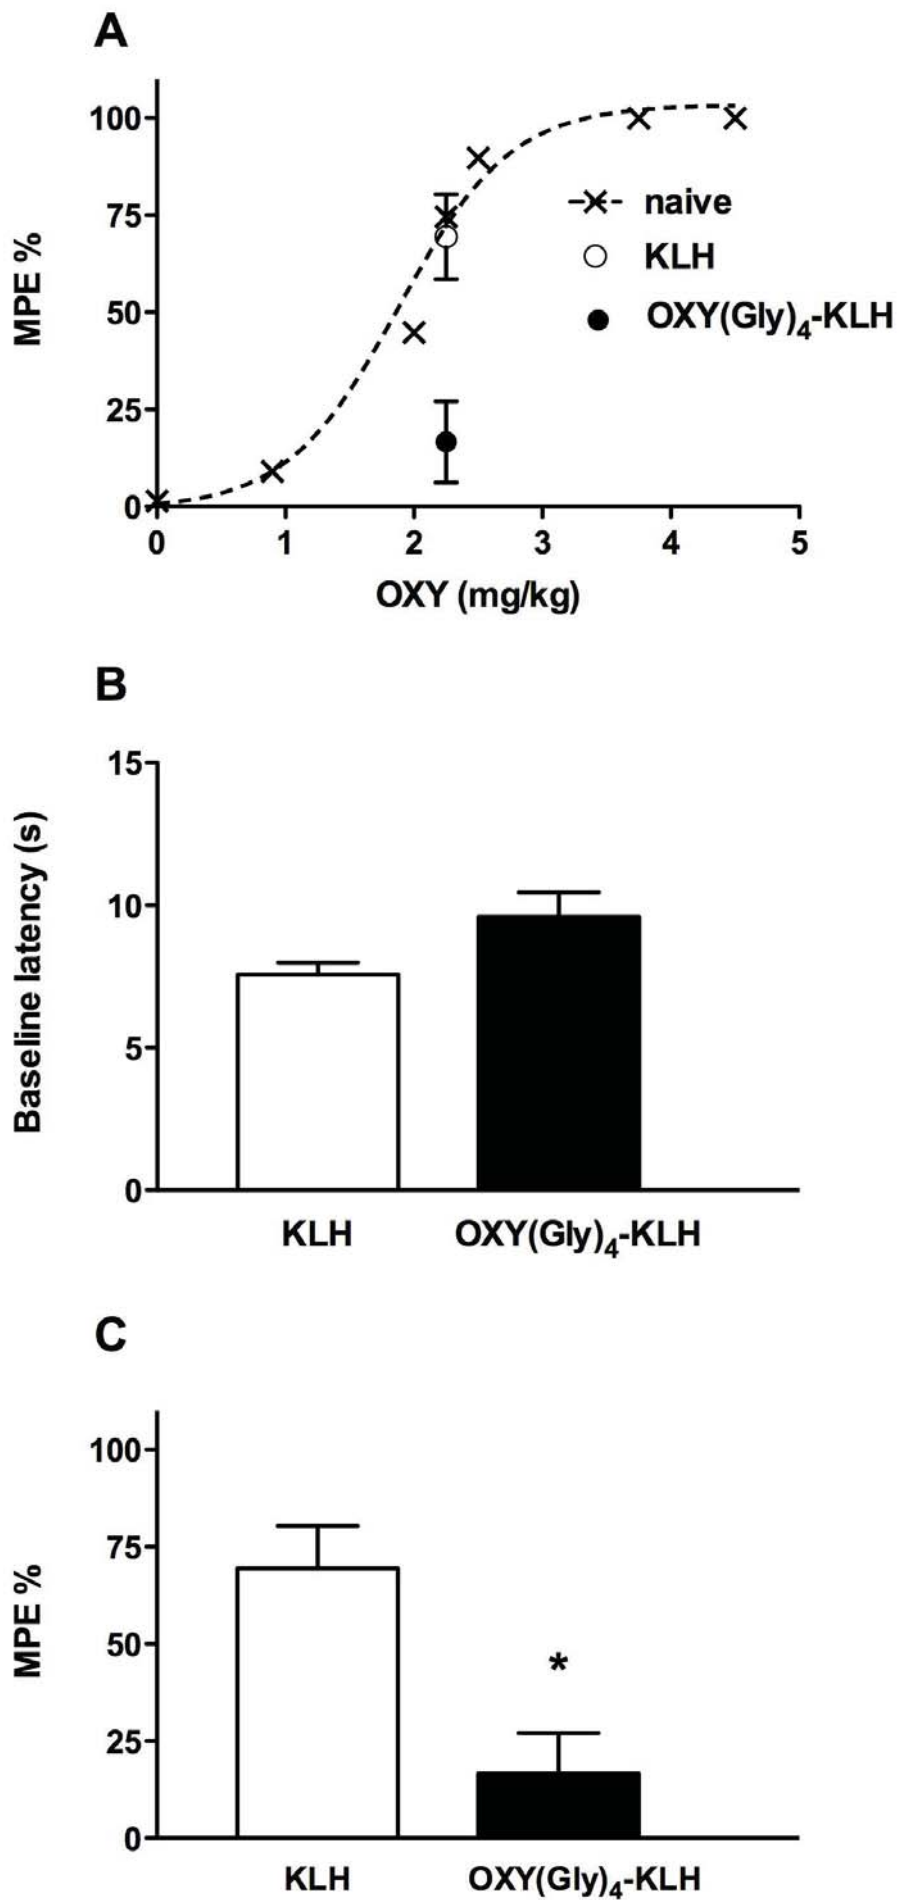 A
MPE %
100
75
50
25
0
naive
KLH
OXY(Gly)₄-KLH
0 1 2 3 4 5
OXY (mg/kg)
B
Baseline latency (s)
15
10
5
0
KLH OXY(Gly)₄-KLH
C
MPE %
100
75
50
25
0
*
KLH OXY(Gly)₄-KLH